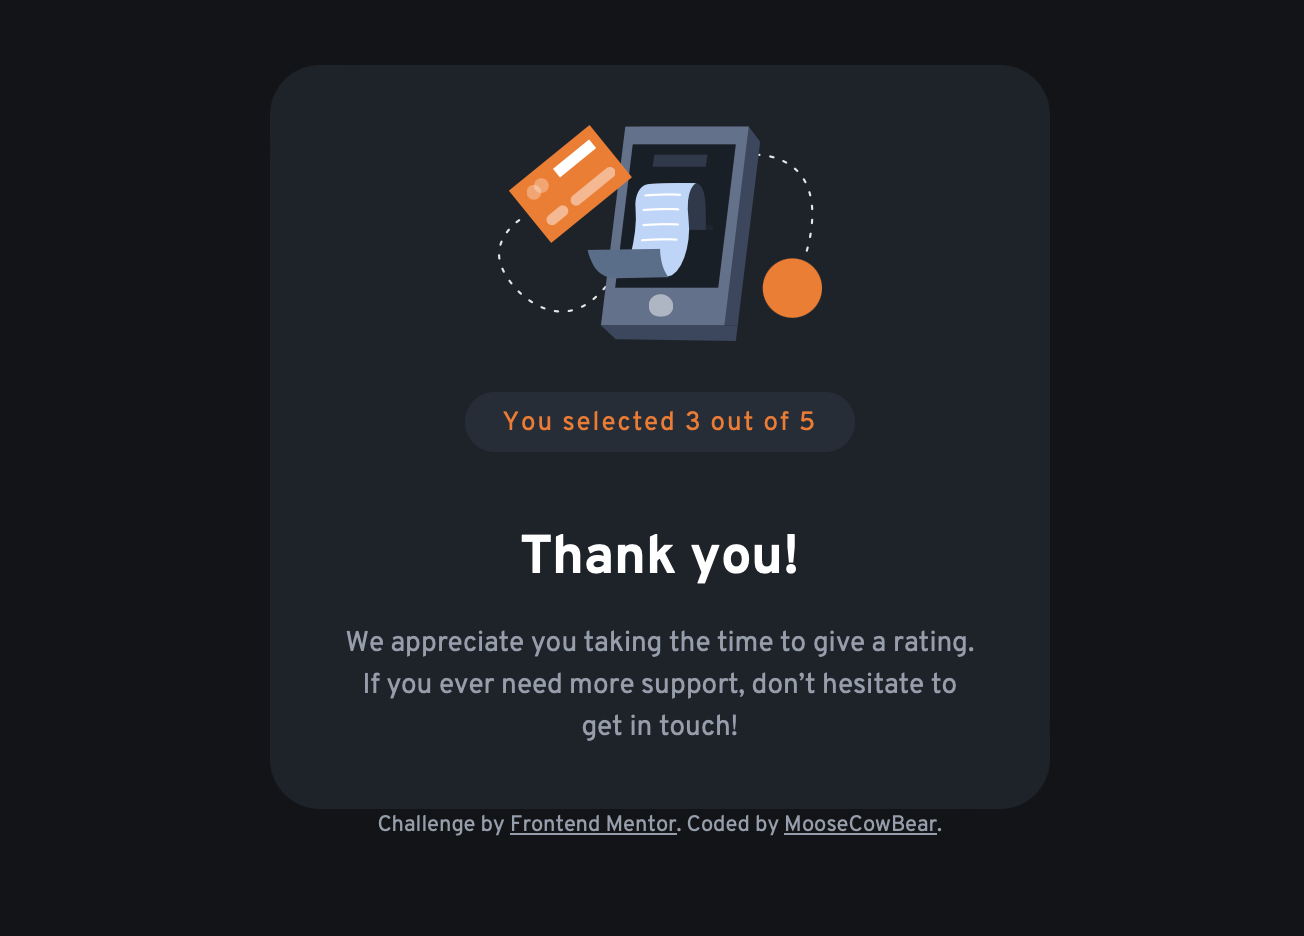 You selected 3 out of 5
Thank you!
We appreciate you taking the time to give a rating.
If you ever need more support, don’t hesitate to
get in touch!
Challenge by Frontend Mentor. Coded by MooseCowBear.